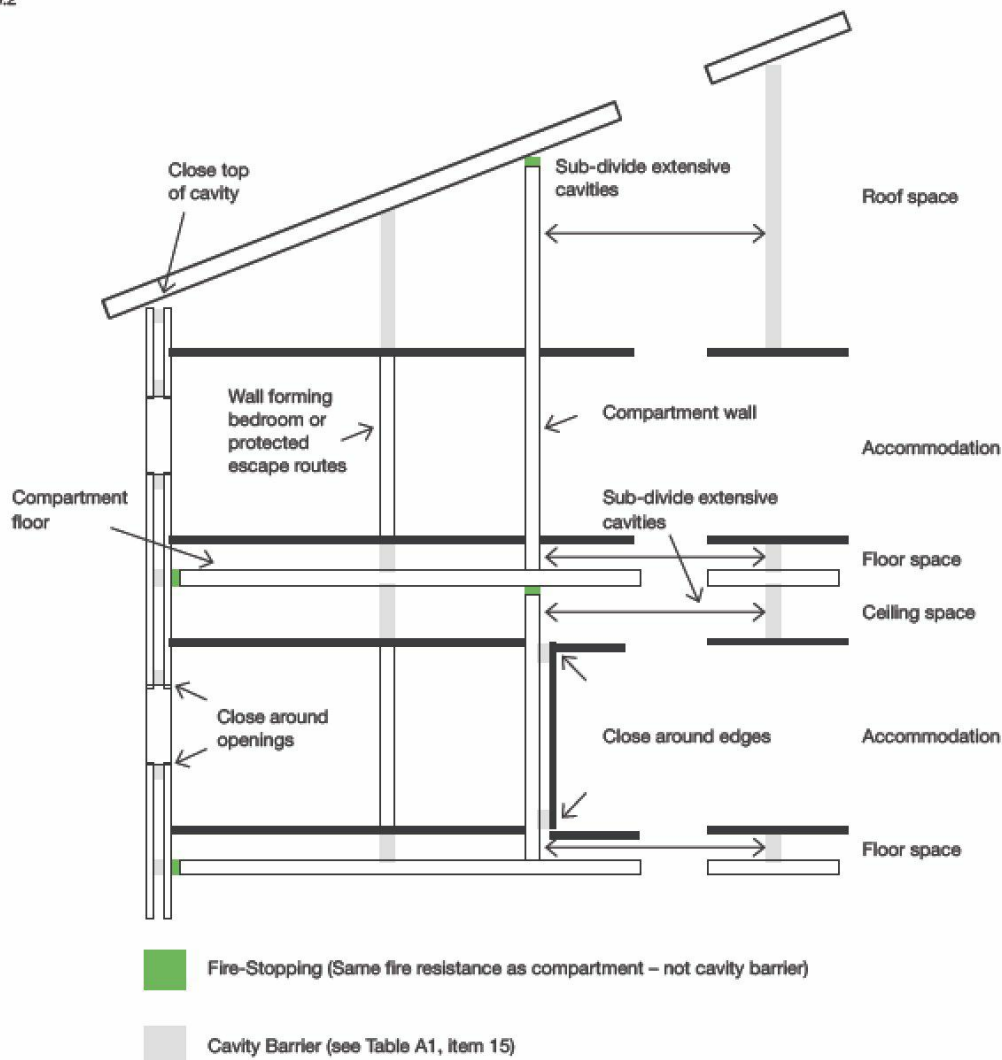 Close top
of cavity
Sub-divide extensive
cavities
Roof space
Wall forming
bedroom or
protected
escape routes
Compartment wall
Accommodation
Compartment
floor
Sub-divide extensive
cavities
Floor space
Ceiling space
Close around
openings
Close around edges
Accommodation
Floor space
Fire-Stopping (Same fire resistance as compartment – not cavity barrier)
Cavity Barrier (see Table A1, item 15)